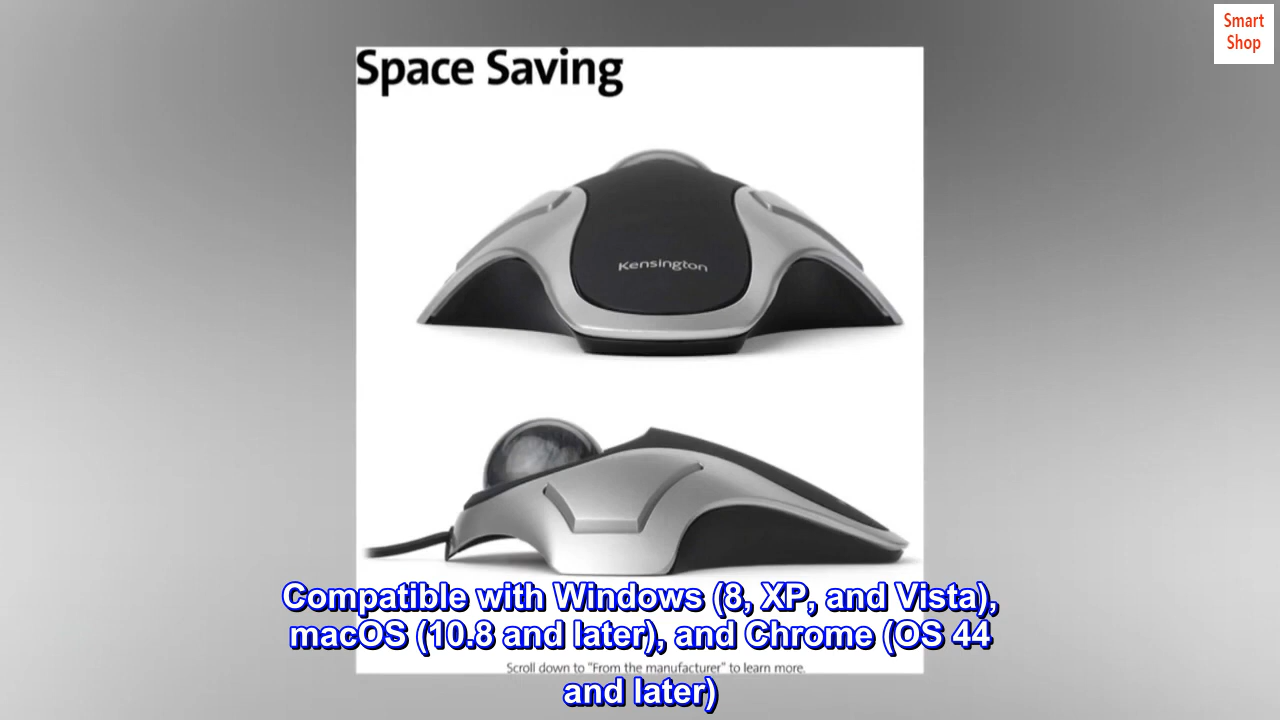 Smart
Shop
Space Saving
Kensington
Compatible with Windows (8, XP, and Vista),
macOS (10.8 and later), and Chrome (OS 44
Scroll down to "From the manufacturer" to learn more.
and later)